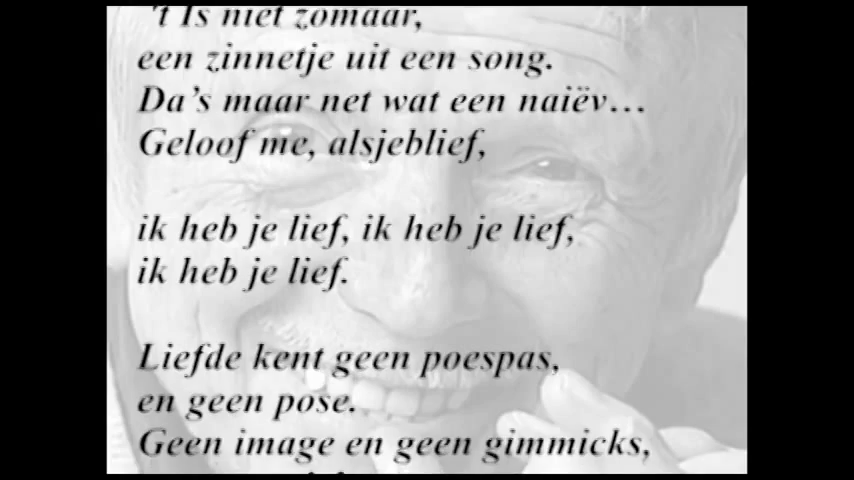 't Is niet zomaar,
een zinnetje uit een song.
Da's maar net wat een naïev...
Geloof me, alsjeblief,
ik heb je lief, ik heb je lief,
ik heb je lief.
Liefde kent geen poespas,
en geen pose.
Geen image en geen gimmicks,